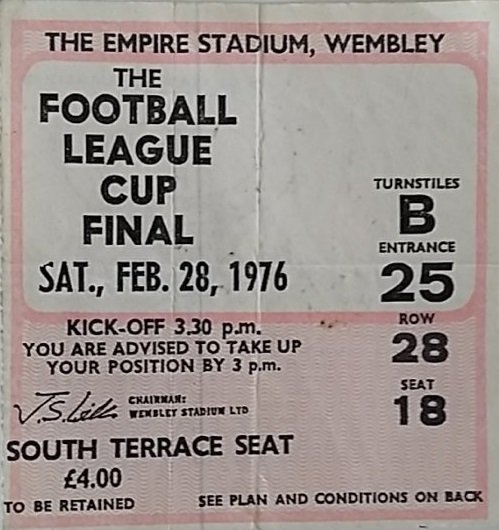 THE EMPIRE STADIUM, WEMBLEY
THE
FOOTBALL
LEAGUE
CUP
FINAL
SAT., FEB. 28, 1976
TURNSTILES
B
ENTRANCE
25
ROW
28
SEAT
18
KICK-OFF 3.30 p.m.
YOU ARE ADVISED TO TAKE UP
YOUR POSITION BY 3 p.m.
CHAIRMAN:
WEMBLEY STADIUM LTD
SOUTH TERRACE SEAT
£4.00
TO BE RETAINED
SEE PLAN AND CONDITIONS ON BACK